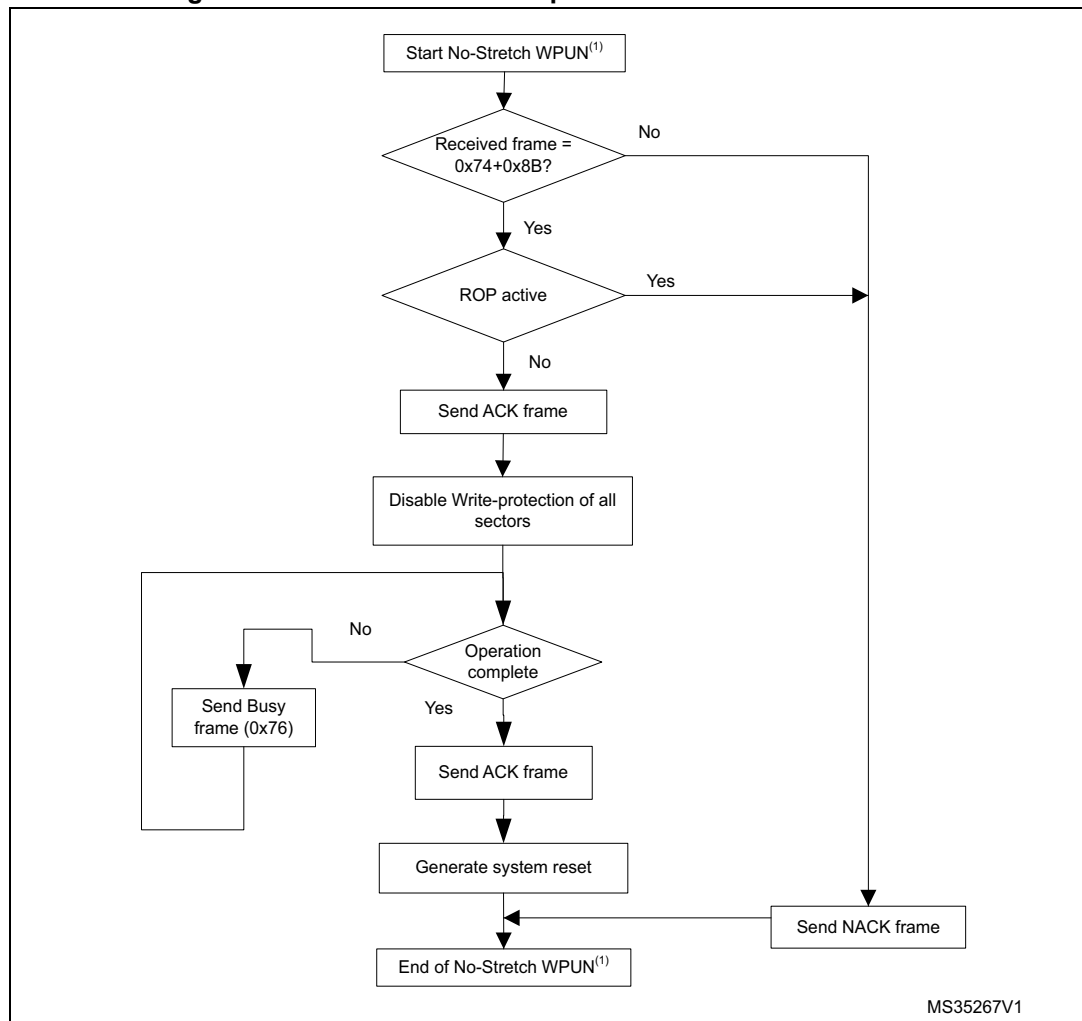 Start No-Stretch WPUN(1)
Received frame =
0x74+0x8B?
No
Yes
ROP active
Yes
No
Send ACK frame
Disable Write-protection of all
sectors
No
Operation
complete
Send Busy
frame (0x76)
Yes
Send ACK frame
Generate system reset
Send NACK frame
End of No-Stretch WPUN(1)
MS35267V1